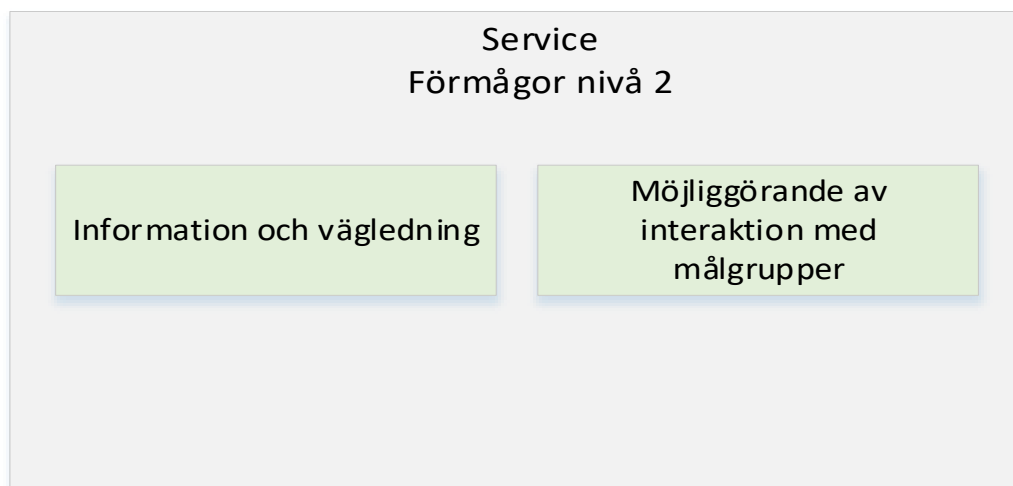 Service
Förmågor nivå 2
Information och vägledning
Möjliggörande av
interaktion med
målgrupper